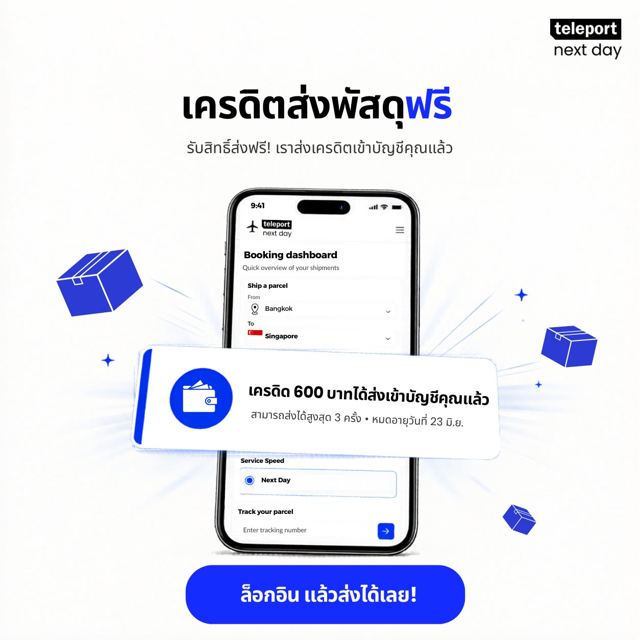 teleport
next day
เครดิตส่งพัสดุฟรี
รับสิทธิ์ส่งฟรี! เราส่งเครดิตเข้าบัญชีคุณแล้ว
9:41
teleport
next day
Booking dashboard
Quick overview of your shipments
Ship a parcel
From
Bangkok
To
Singapore
เครดิต 600 บาทได้ส่งเข้าบัญชีคุณแล้ว
สามารถส่งได้สูงสุด 3 ครั้ง • หมดอายุวันที่ 23 มิ.ย.
Service Speed
Next Day
Track your parcel
Enter tracking number
ล็อกอิน แล้วส่งได้เลย!